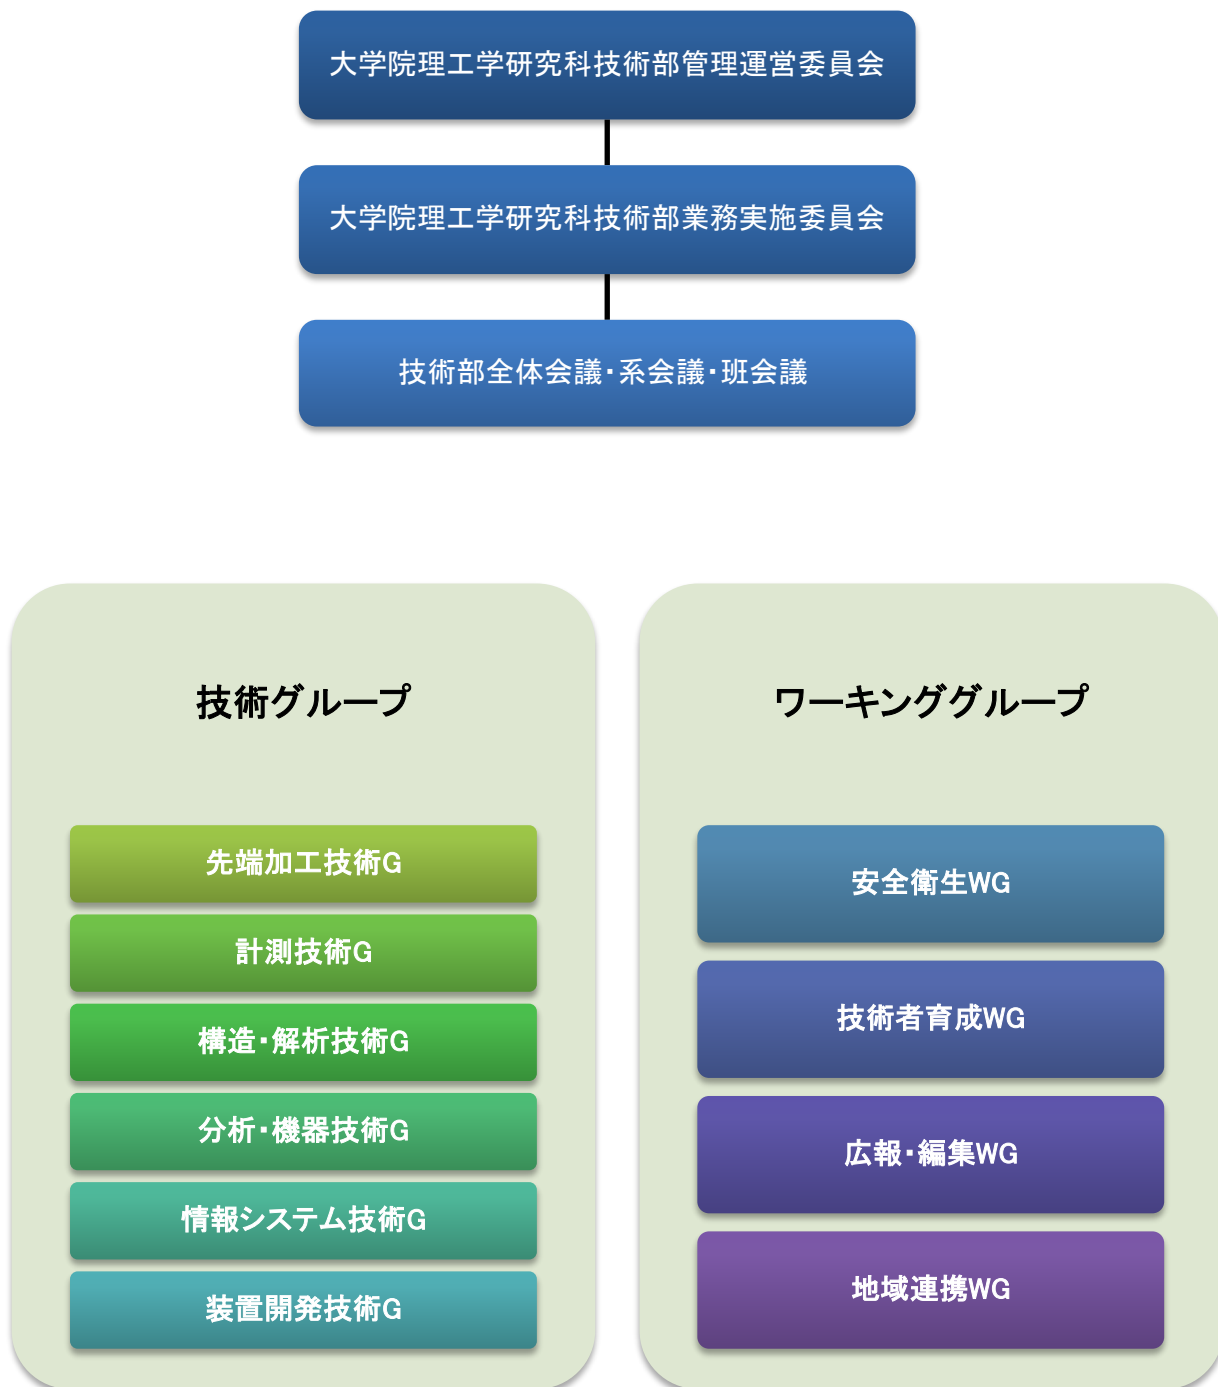 大学院理工学研究科技術部管理運営委員会
大学院理工学研究科技術部業務実施委員会
技術部全体会議・系会議・班会議
技術グループ
先端加工技術G
計測技術G
構造・解析技術G
分析・機器技術G
情報システム技術G
装置開発技術G
ワーキンググループ
安全衛生WG
技術者育成WG
広報・編集WG
地域連携WG